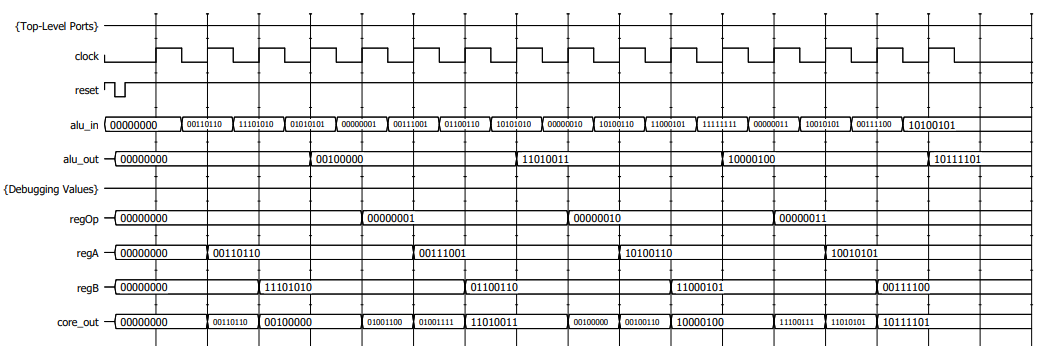 {Top-Level Ports}
clock
reset
alu_in 00000000 00110110 11101010 01010101 00000001 00111001 01100110 10101010 00000010 10100110 11000101 11111111 00000011 10010101 00111100 10100101
alu_out 00000000 00100000 11010011 10000100 10111101
{Debugging Values}
regOp 00000000 00000001 00000010 00000011
regA 00000000 00110110 00111001 10100110 10010101
regB 00000000 11101010 01100110 11000101 00111100
core_out 00000000 00110110 00100000 01001100 01001111 11010011 00100000 00100110 10000100 11100111 11010101 10111101